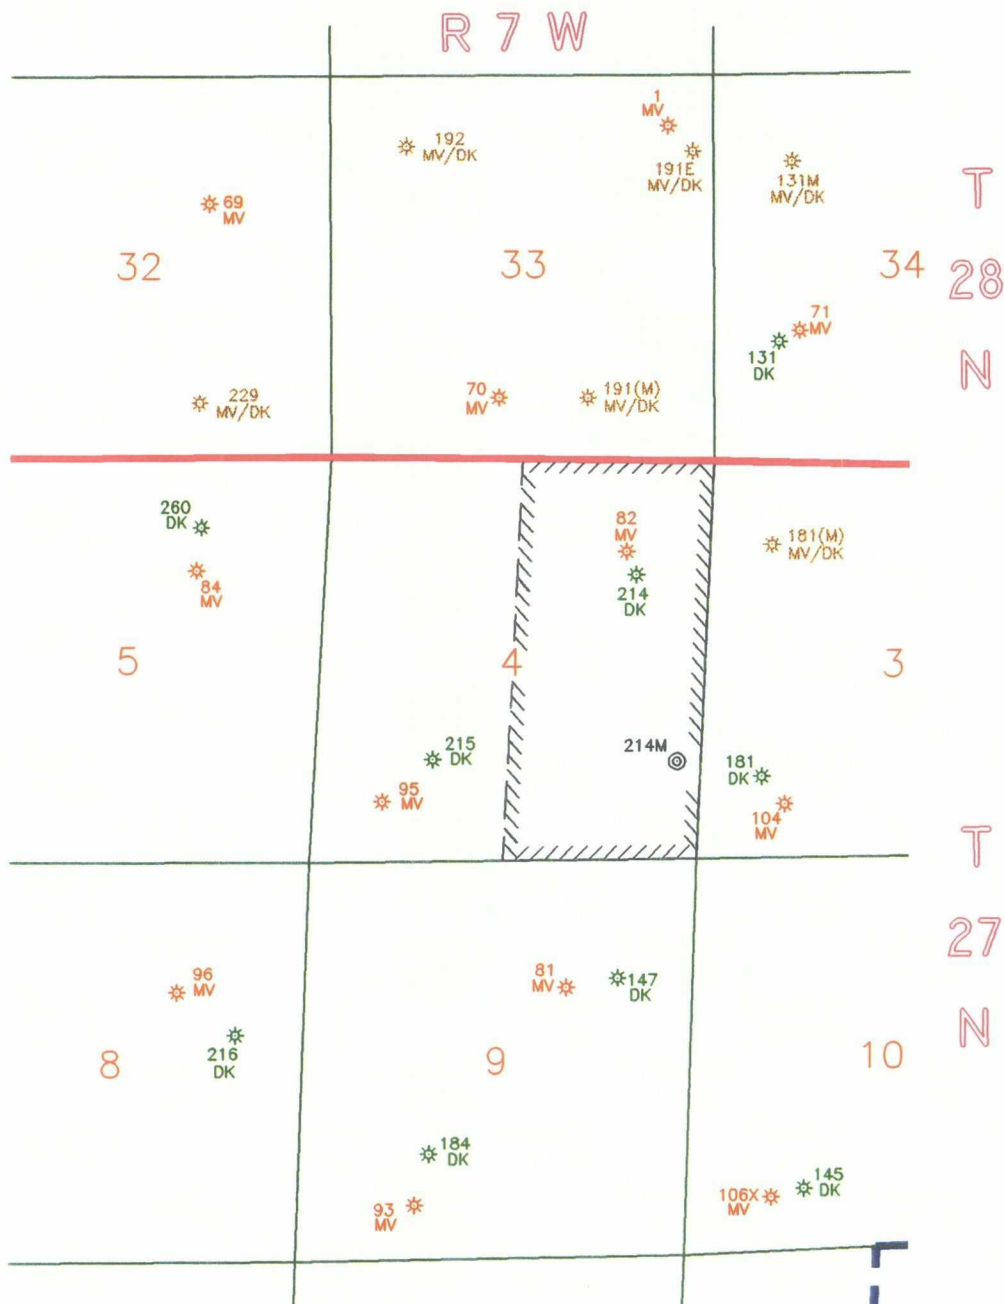 R 7 W
1
MV
192
MV/DK
191E
MV/DK
131M
MV/DK
T
28
N
69
MV
32
33
34
71
MV
131
DK
229
MV/DK
70
MV
191(M)
MV/DK
260
DK
84
MV
82
MV
214
DK
181(M)
MV/DK
5
4
3
215
DK
95
MV
214M
181
DK
104
MV
T
27
N
96
MV
216
DK
81
MV
147
DK
8
9
10
184
DK
93
MV
106X
MV
145
DK